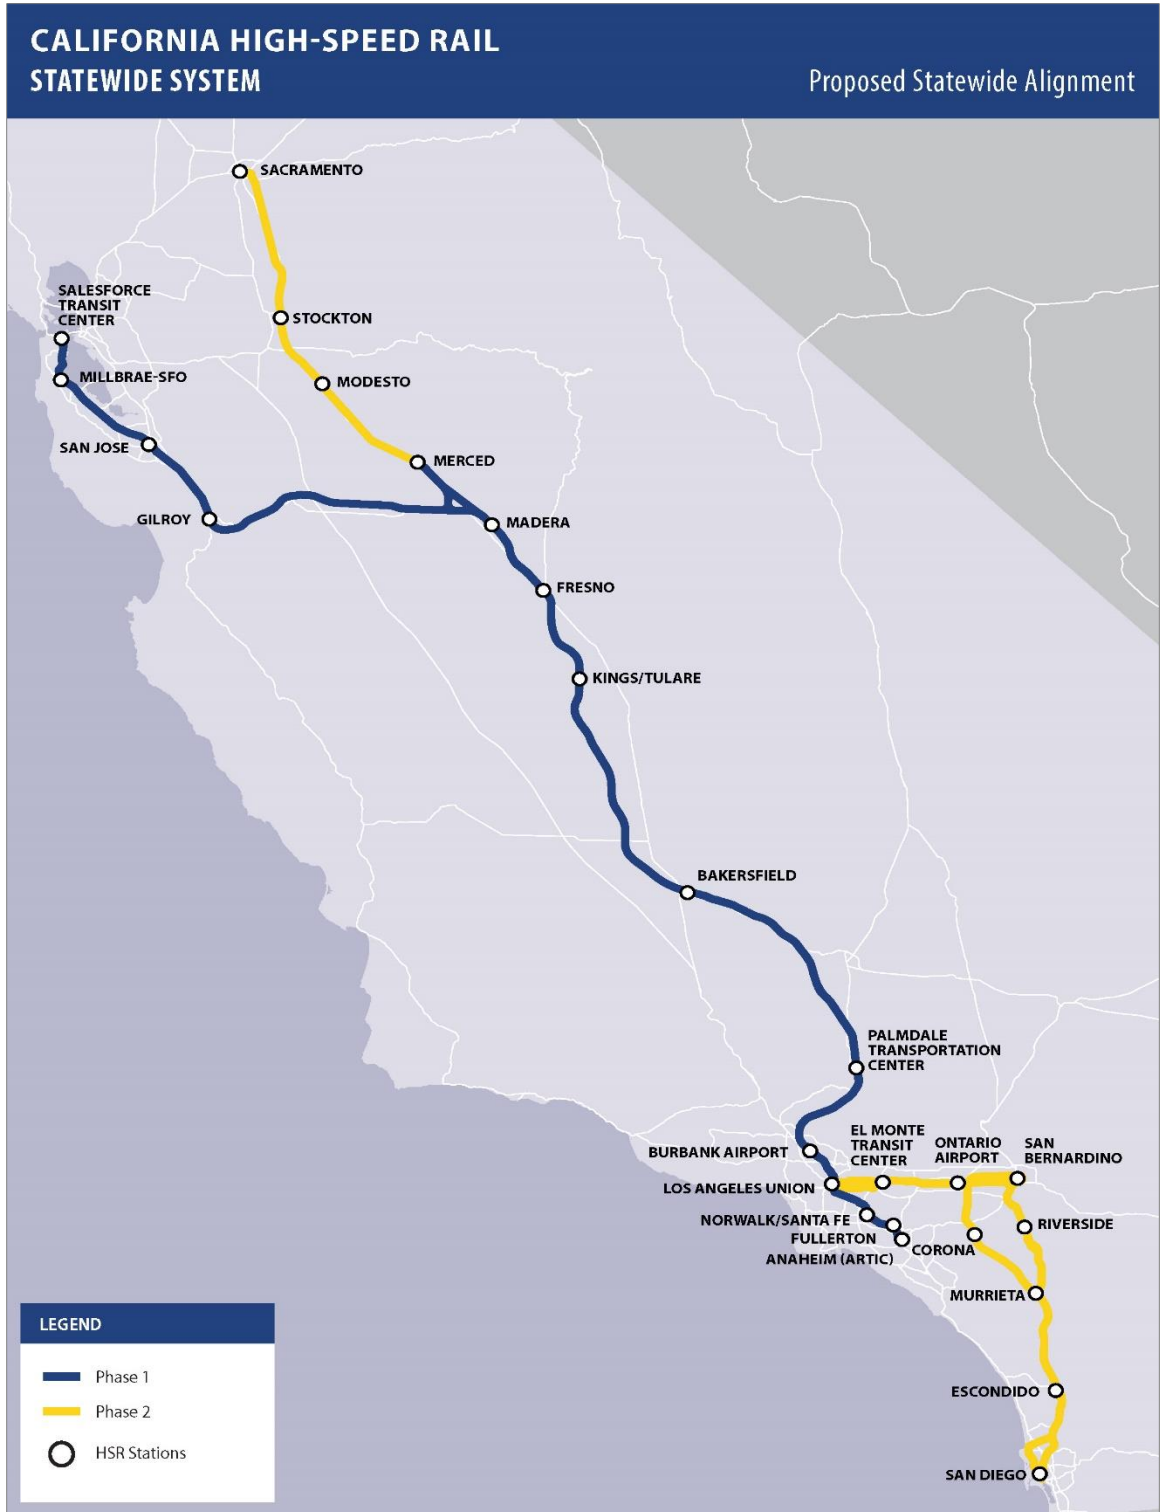 CALIFORNIA HIGH-SPEED RAIL
STATEWIDE SYSTEM
Proposed Statewide Alignment
SACRAMENTO
SALESFORCE
TRANSIT
CENTER
STOCKTON
MILLBRAE-SFO
MODESTO
SAN JOSE
MERCED
GILROY
MADERA
FRESNO
KINGS/TULARE
BAKERSFIELD
PALMDALE
TRANSPORTATION
CENTER
BURBANK AIRPORT
EL MONTE
TRANSIT
CENTER
ONTARIO
AIRPORT
SAN
BERNARDINO
LOS ANGELES UNION
NORWALK/SANTA FE
FULLERTON
ANAHEIM (ARTIC)
CORONA
RIVERSIDE
MURRIETA
ESCONDIDO
SAN DIEGO
LEGEND
Phase 1
Phase 2
HSR Stations